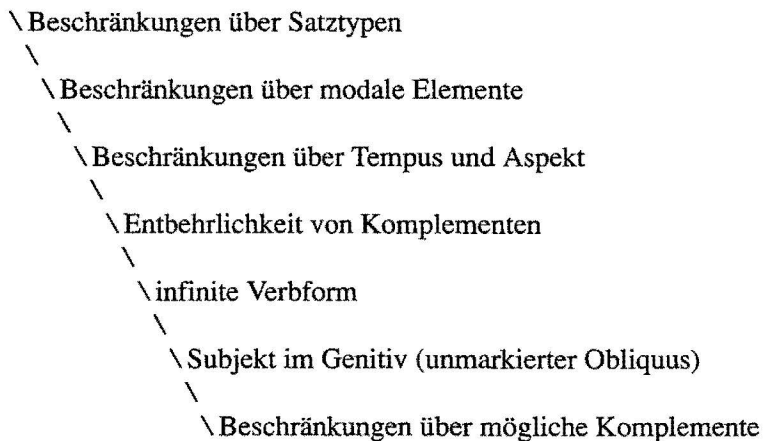 \ Beschränkungen über Satztypen
\
\ Beschränkungen über modale Elemente
\
\ Beschränkungen über Tempus und Aspekt
\
\ Entbehrlichkeit von Komplementen
\
\ infinite Verbform
\
\ Subjekt im Genitiv (unmarkierter Obliquus)
\
\ Beschränkungen über mögliche Komplemente